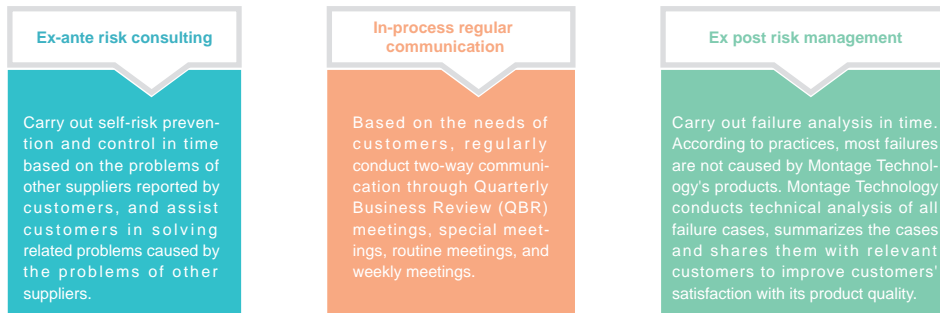 Ex-ante risk consulting
Carry out self-risk preven-
tion and control in time
based on the problems of
other suppliers reported by
customers, and assist
customers in solving
related problems caused by
the problems of other
suppliers.
In-process regular
communication
Based on the needs of
customers, regularly
conduct two-way communi-
cation through Quarterly
Business Review (QBR)
meetings, special meet-
ings, routine meetings, and
weekly meetings.
Ex post risk management
Carry out failure analysis in time.
According to practices, most failures
are not caused by Montage Technol-
ogy's products. Montage Technology
conducts technical analysis of all
failure cases, summarizes the cases
and shares them with relevant
customers to improve customers'
satisfaction with its product quality.